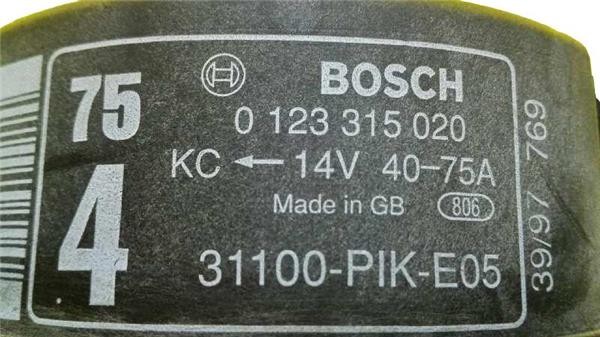 75
4
BOSCH
0 123 315 020
KC ← 14V 40-75A
Made in GB 806
31100-PIK-E05
39/97 769